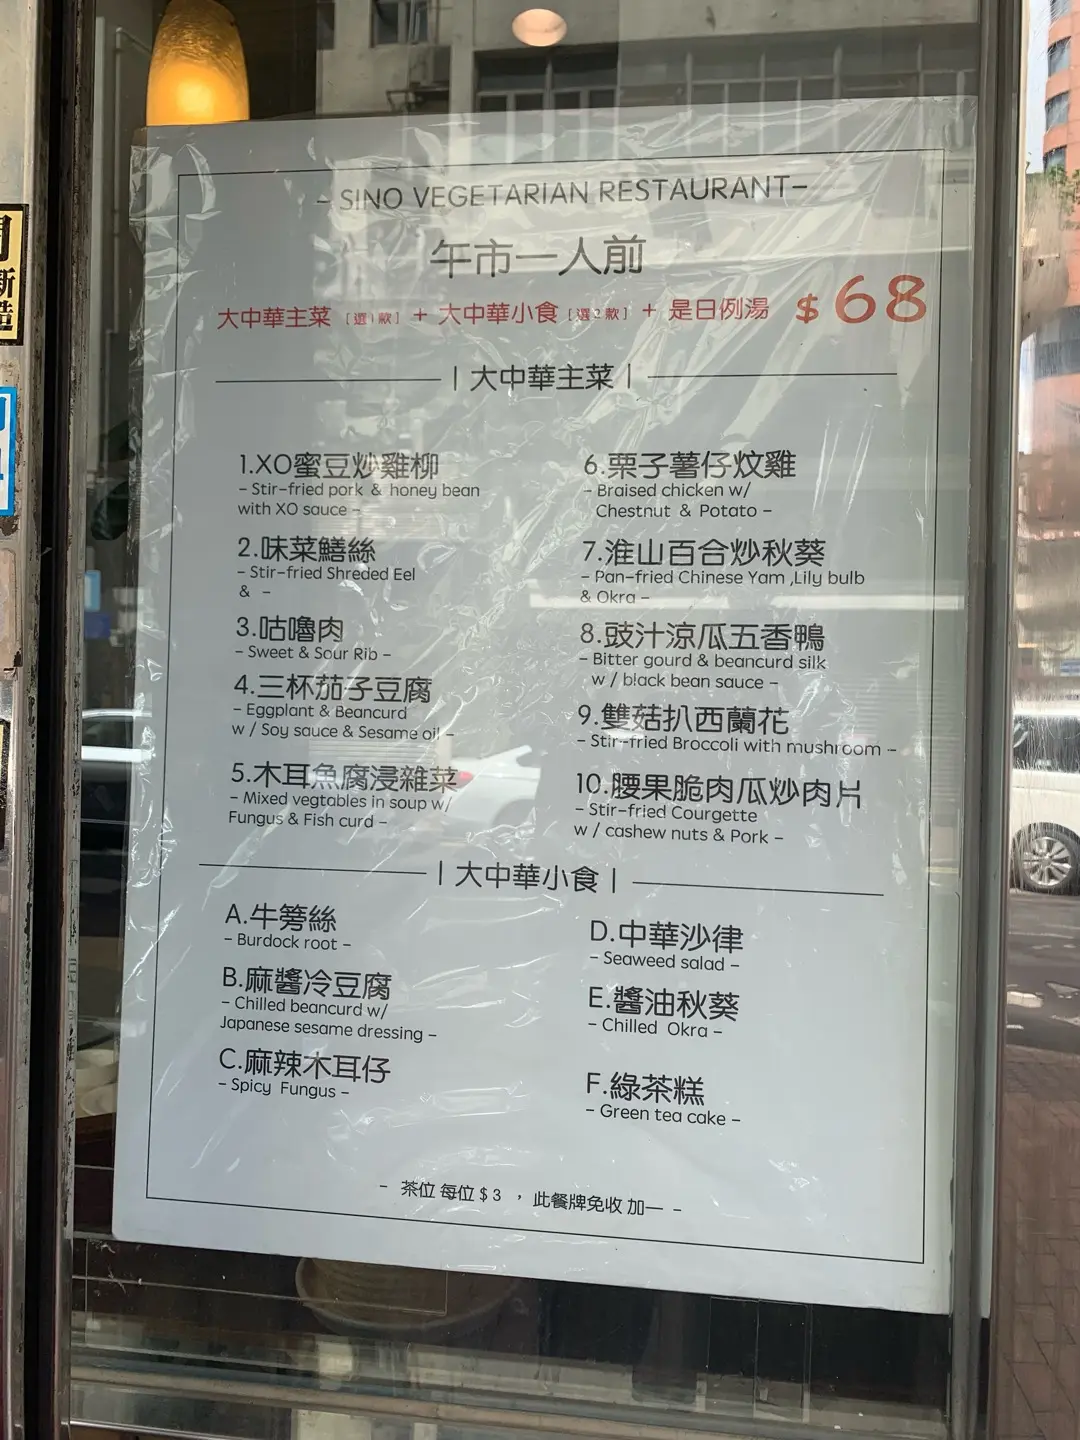 - SINO VEGETARIAN RESTAURANT-
午市一人前
大中華主菜 [選1款] + 大中華小食 [選2款] + 是日例湯 $68
| 大中華主菜 |
1.XO蜜豆炒雞柳
- Stir-fried pork & honey bean
with XO sauce -
2.味菜鱔絲
- Stir-fried Shreded Eel
& -
3.咕嚕肉
- Sweet & Sour Rib -
4.三杯茄子豆腐
- Eggplant & Beancurd
w / Soy sauce & Sesame oil -
5.木耳魚腐浸雜菜
- Mixed vegtables in soup w/
Fungus & Fish curd -
6.栗子薯仔炆雞
- Braised chicken w/
Chestnut & Potato -
7.淮山百合炒秋葵
- Pan-fried Chinese Yam ,Lily bulb
& Okra -
8.豉汁涼瓜五香鴨
- Bitter gourd & beancurd silk
w / black bean sauce -
9.雙菇扒西蘭花
- Stir-fried Broccoli with mushroom -
10.腰果脆肉瓜炒肉片
- Stir-fried Courgette
w / cashew nuts & Pork -
| 大中華小食 |
A.牛蒡絲
- Burdock root -
B.麻醬冷豆腐
- Chilled beancurd w/
Japanese sesame dressing -
C.麻辣木耳仔
- Spicy Fungus -
D.中華沙律
- Seaweed salad -
E.醬油秋葵
- Chilled Okra -
F.綠茶糕
- Green tea cake -
- 茶位 每位 $ 3 ，此餐牌免收 加一 -